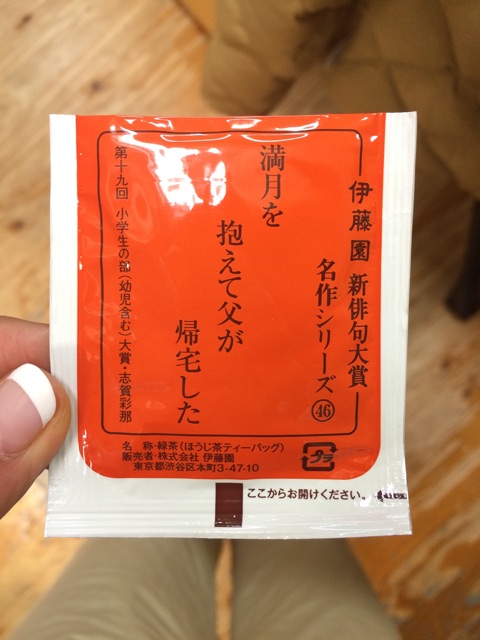 伊藤園 新俳句大賞
名作シリーズ㊻
満月を
抱えて父が
帰宅した
第十九回 小学生の部(幼児含む)大賞・志賀彩那
名 称・緑茶(ほうじ茶ティーバッグ)
販売者・株式会社 伊藤園
東京都渋谷区本町3-47-10
プラ
ここからお開けください。